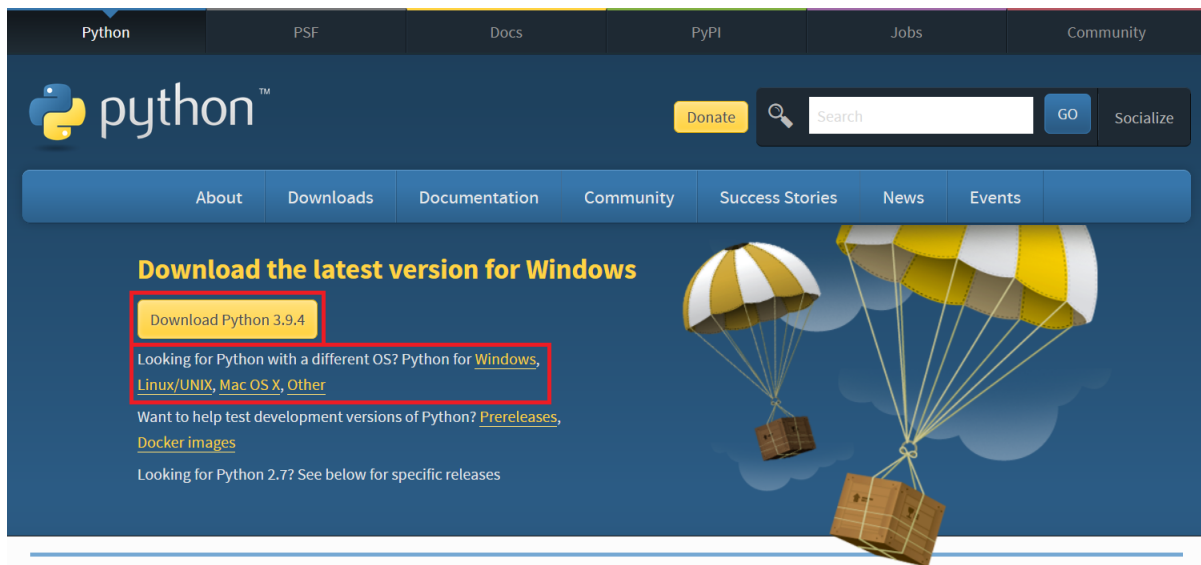 Python PSF Docs PyPI Jobs Community
python™
Donate Search GO Socialize
About Downloads Documentation Community Success Stories News Events
Download the latest version for Windows
Download Python 3.9.4
Looking for Python with a different OS? Python for Windows,
Linux/UNIX, Mac OS X, Other
Want to help test development versions of Python? Prereleases,
Docker images
Looking for Python 2.7? See below for specific releases